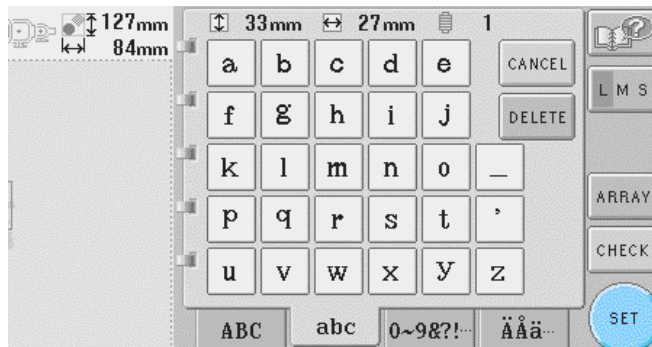 127mm 33mm 27mm 1
84mm
a b c d e CANCEL
L M S
f g h i j DELETE
k l m n o _
ARRAY
p q r s t ’
CHECK
u v w x y z
SET
ABC abc 0~9&?!··· ÄÅä···